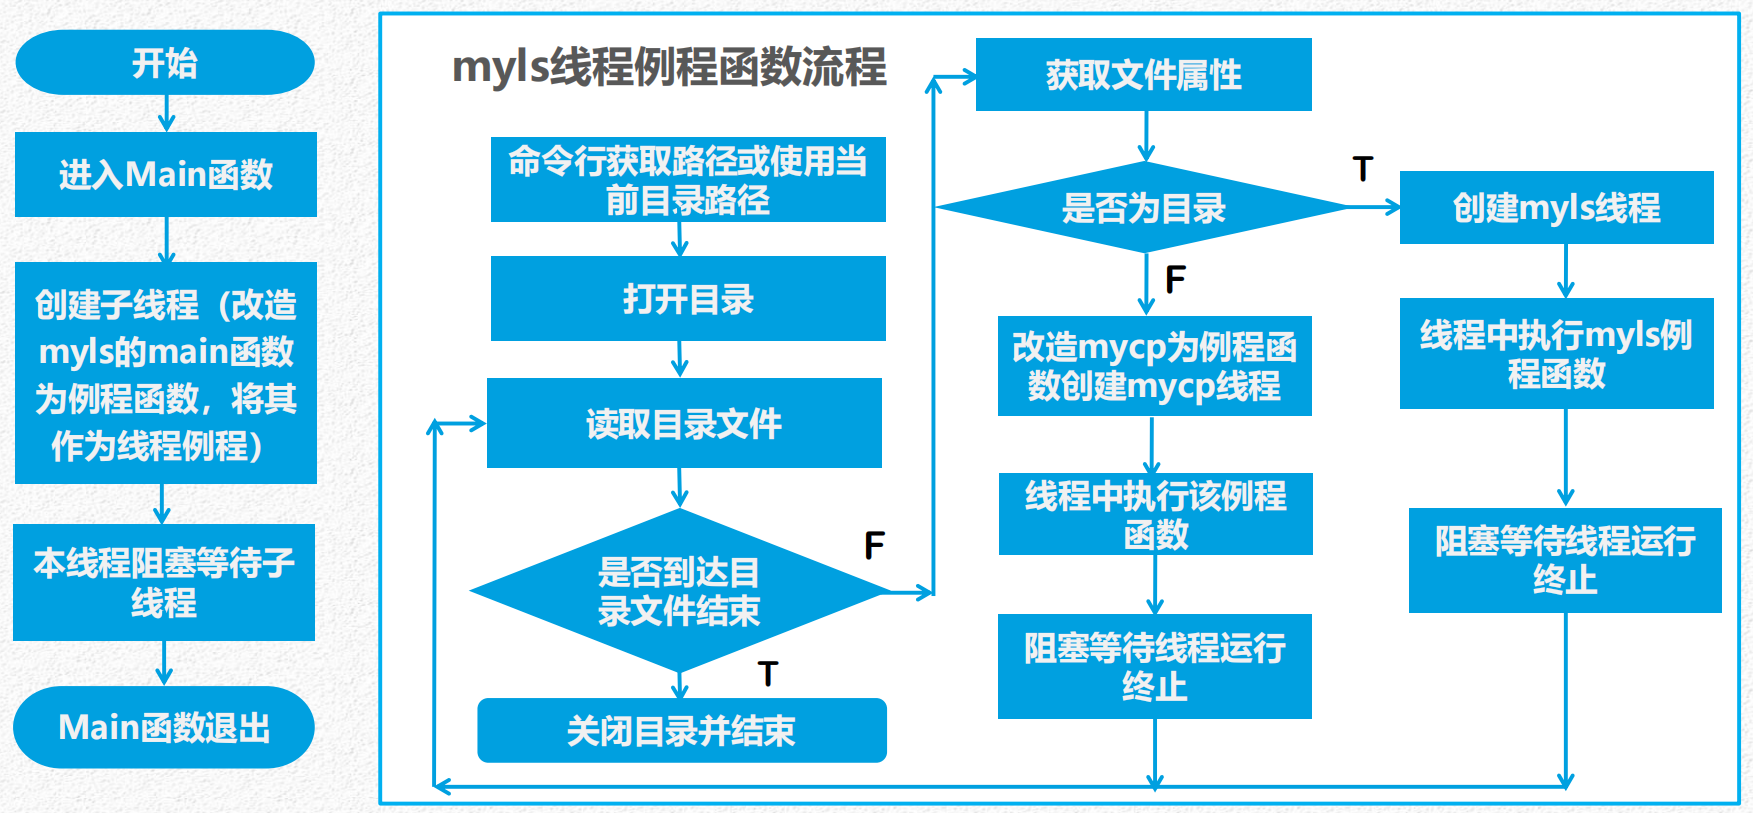 开始
进入Main函数
创建子线程（改造
myls的main函数
为例程函数，将其
作为线程例程）
本线程阻塞等待子
线程
Main函数退出
myls线程例程函数流程
命令行获取路径或使用当
前目录路径
打开目录
读取目录文件
是否到达目
录文件结束
F
T
关闭目录并结束
获取文件属性
是否为目录
T
F
改造mycp为例程函
数创建mycp线程
线程中执行该例程
函数
阻塞等待线程运行
终止
创建myls线程
线程中执行myls例
程函数
阻塞等待线程运行
终止